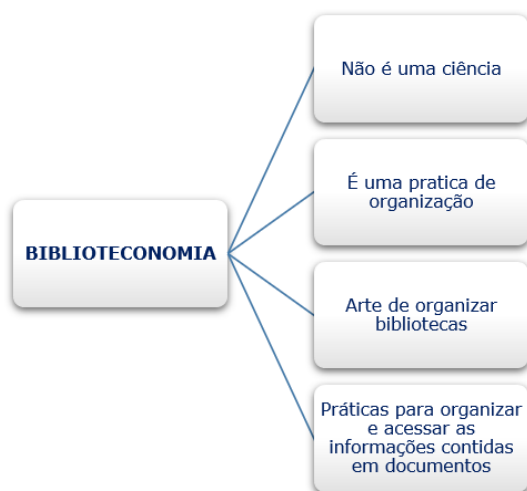 BIBLIOTECONOMIA
Não é uma ciência
É uma pratica de
organização
Arte de organizar
bibliotecas
Práticas para organizar
e acessar as
informações contidas
em documentos